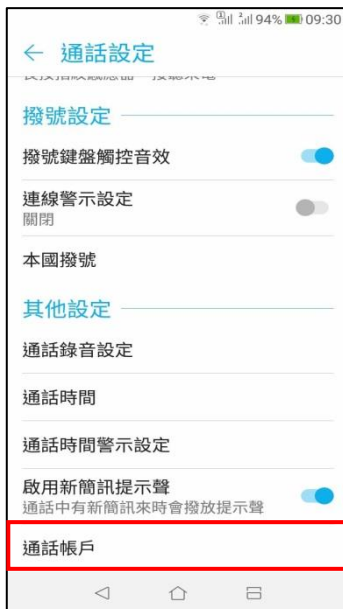 94% 09:30
通話設定
撥號設定
撥號鍵盤觸控音效
連線警示設定
關閉
本國撥號
其他設定
通話錄音設定
通話時間
通話時間警示設定
啟用新簡訊提示聲
通話中有新簡訊來時會撥放提示聲
通話帳戶